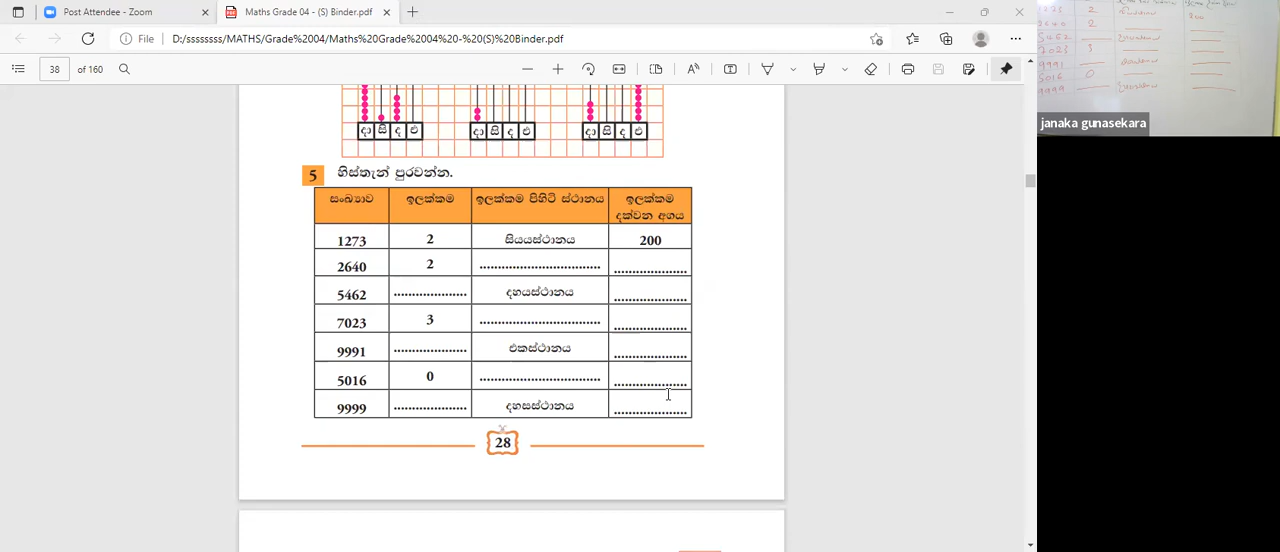 Post Attendee - Zoom
Maths Grade 04 - (S) Binder.pdf
File
D:/ssssssss/MATHS/Grade%2004/Maths%20Grade%2004%20-%20(S)%20Binder.pdf
38 of 160
දා සි ද එ
දා සි ද එ
දා සි ද එ
5 හිස්තැන් පුරවන්න.
සංඛ්‍යාව ඉලක්කම ඉලක්කම පිහිටි ස්ථානය ඉලක්කම දක්වන අගය
1273 2 සියයස්ථානය 200
2640 2 ................................ ....................
5462 .................... දහයස්ථානය ....................
7023 3 ................................ ....................
9991 .................... එකස්ථානය ....................
5016 0 ................................ ....................
9999 .................... දහසස්ථානය ....................
28
janaka gunasekara